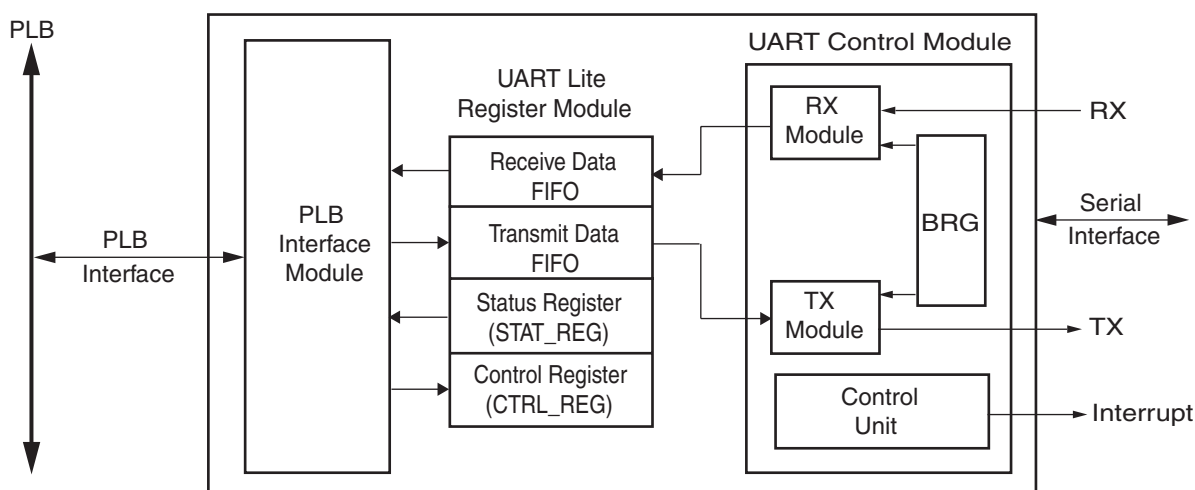 PLB
PLB
Interface
PLB
Interface
Module
UART Lite
Register Module
Receive Data
FIFO
Transmit Data
FIFO
Status Register
(STAT_REG)
Control Register
(CTRL_REG)
UART Control Module
RX
Module
BRG
TX
Module
Control
Unit
RX
Serial
Interface
TX
Interrupt